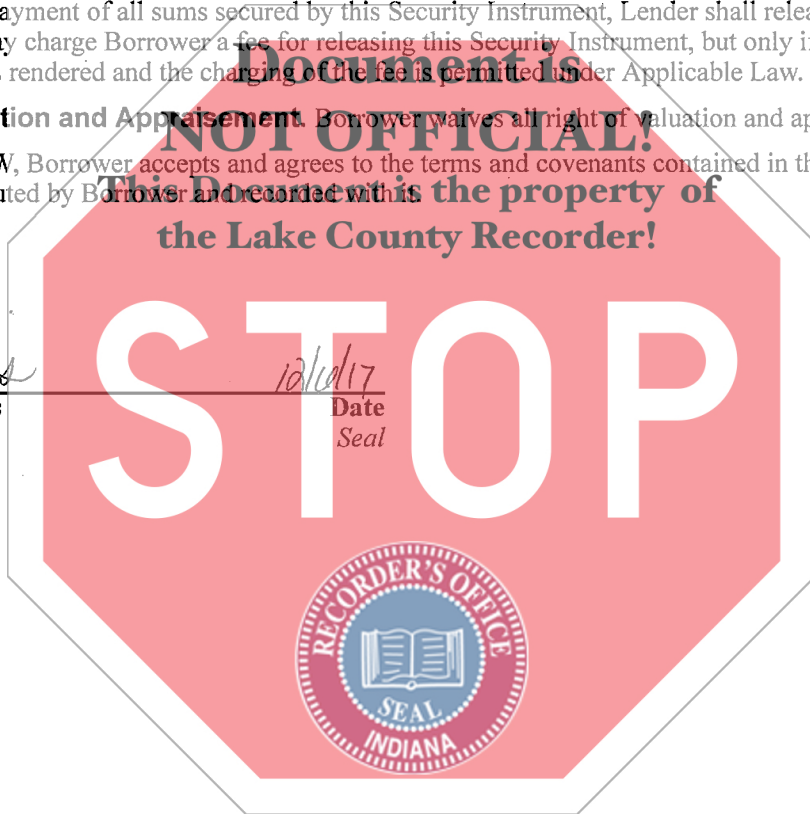 ayment of all sums secured by this Security Instrument, Lender shall relea
y charge Borrower a fee for releasing this Security Instrument, but only i
rendered and the charging of the fee is permitted under Applicable Law.
Document is
tion and Appraisement. Borrower waives all right of valuation and ap
NOT OFFICIAL!
W, Borrower accepts and agrees to the terms and covenants contained in th
uted by Borrower and recorded with it.
This Document is the property of
the Lake County Recorder!
STOP
Date
Seal
RECORDER'S OFFICE
SEAL
INDIANA